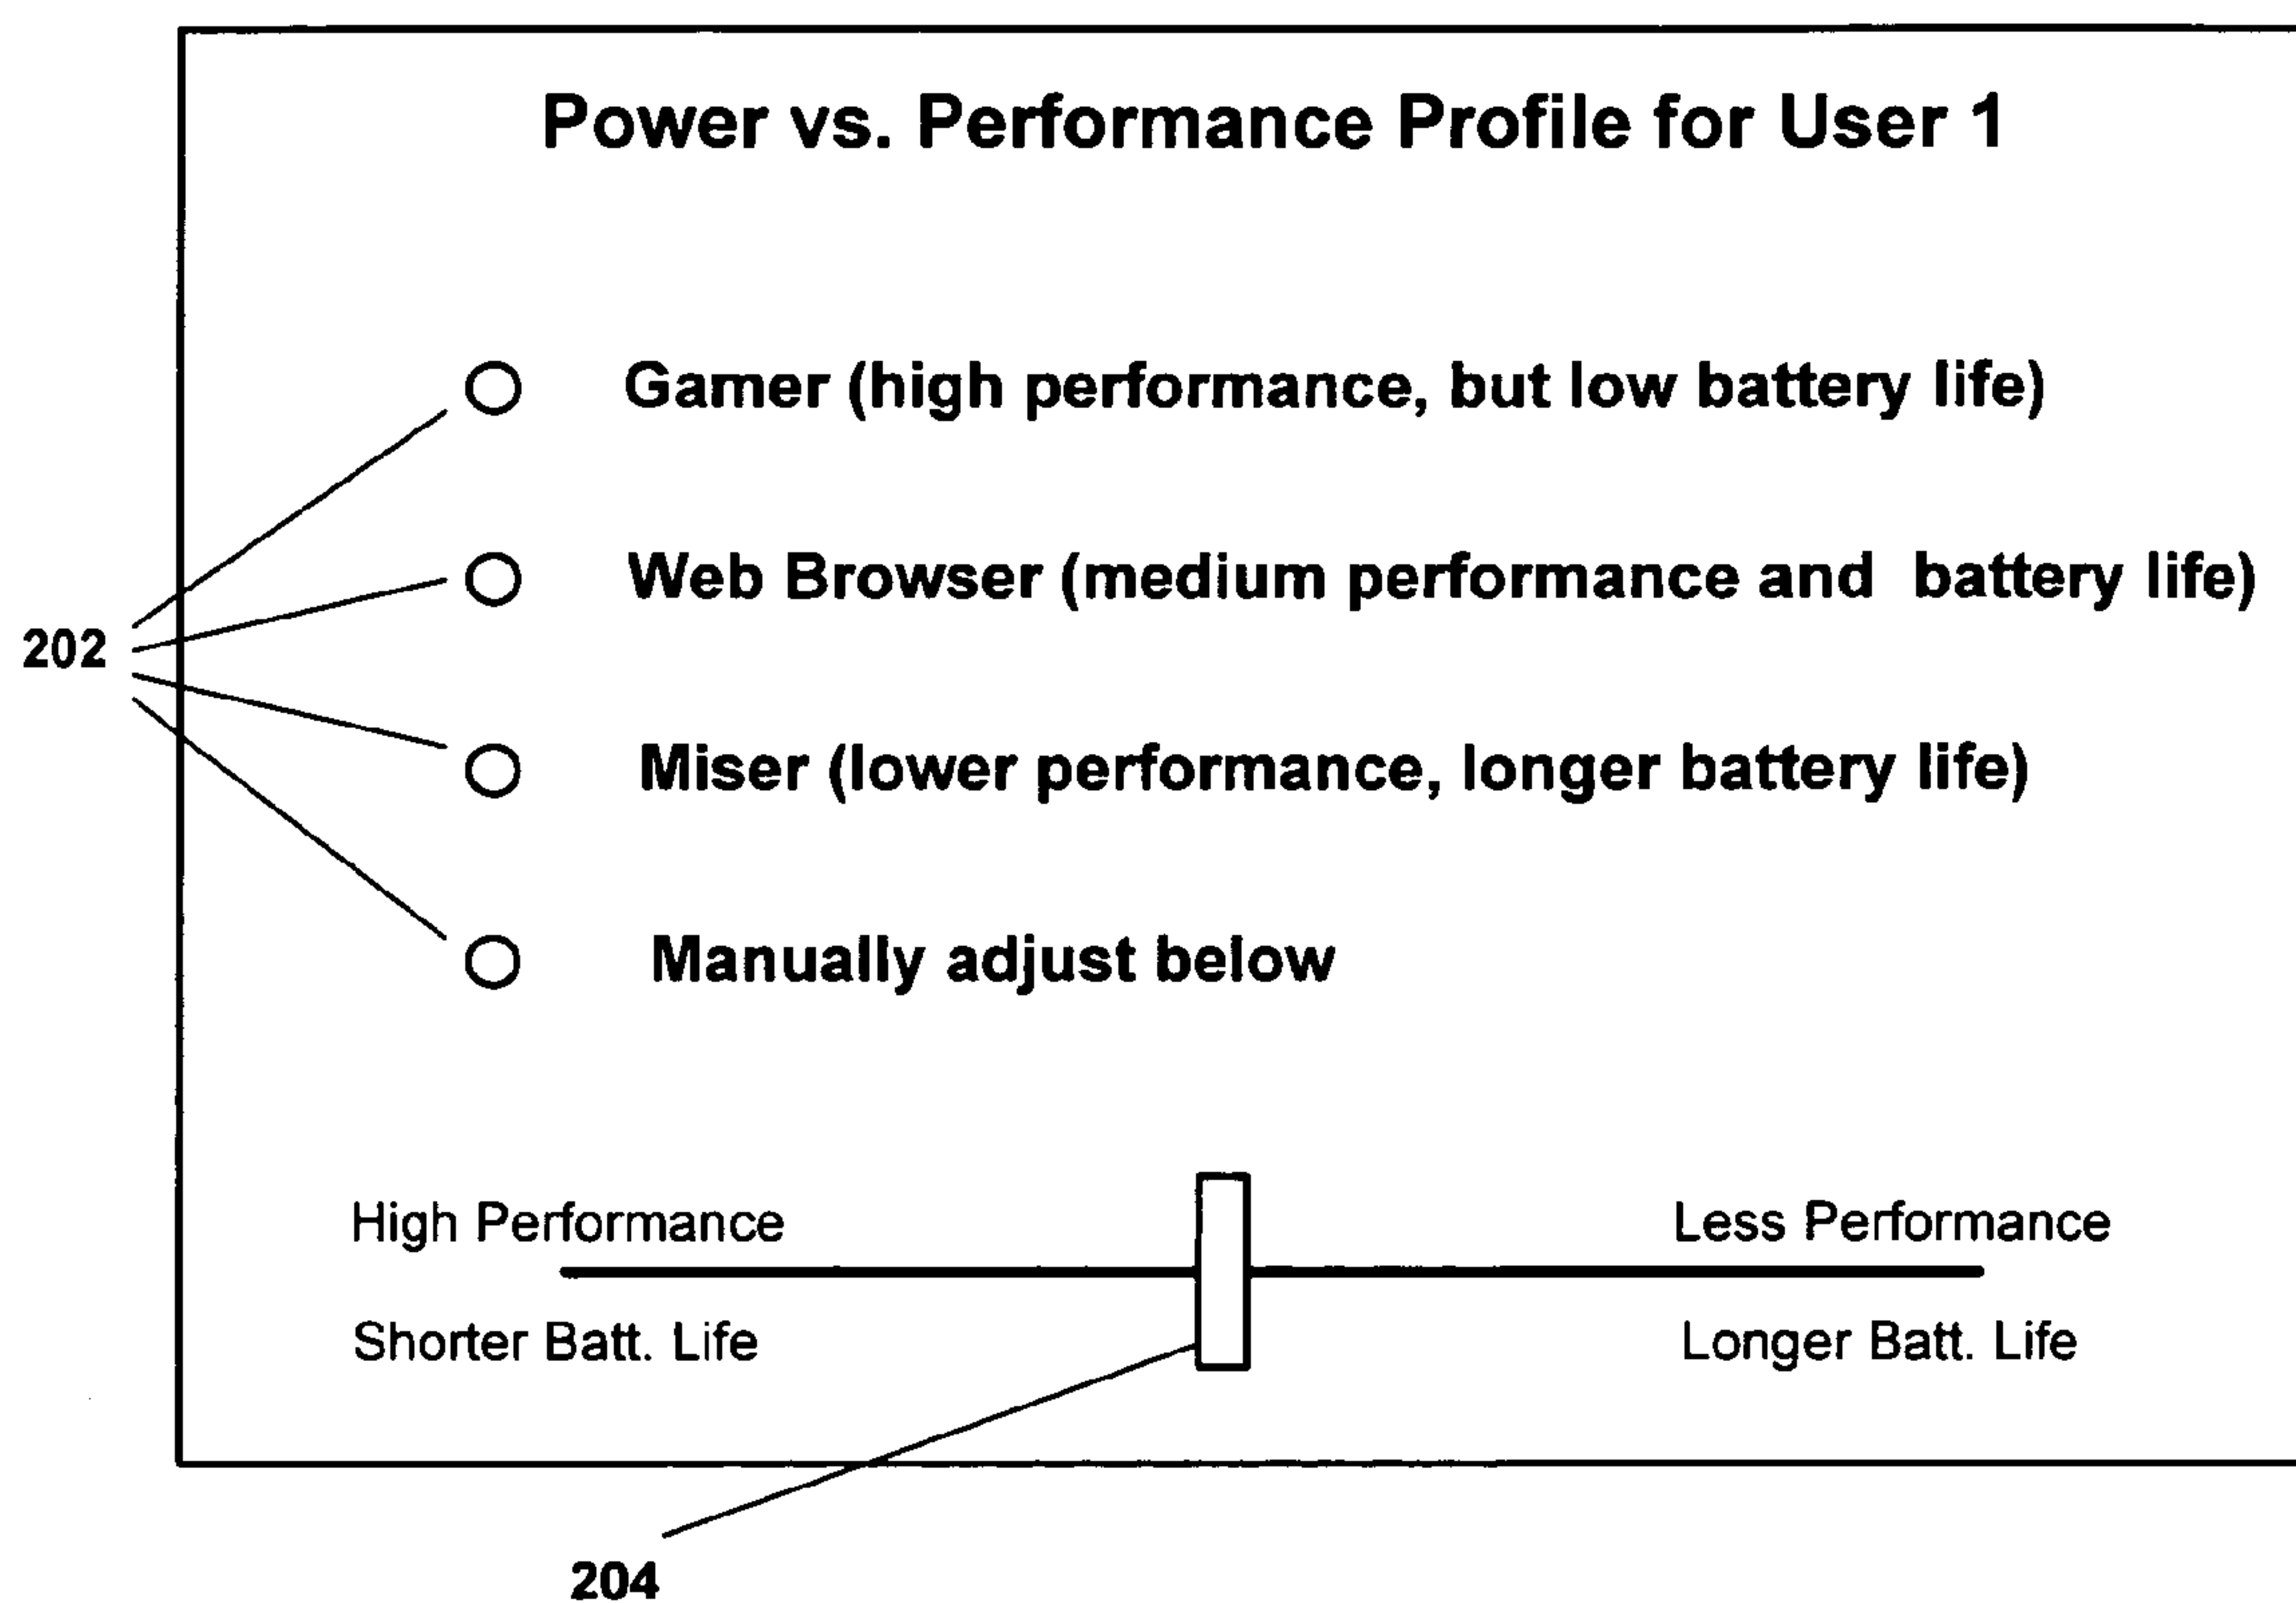 Power vs. Performance Profile for User 1
Gamer (high performance, but low battery life)
Web Browser (medium performance and  battery life)
202
Miser (lower performance, longer battery life)
Manually adjust below
High Performance
Less Performance
Shorter Batt. Life
Longer Batt. Life
204